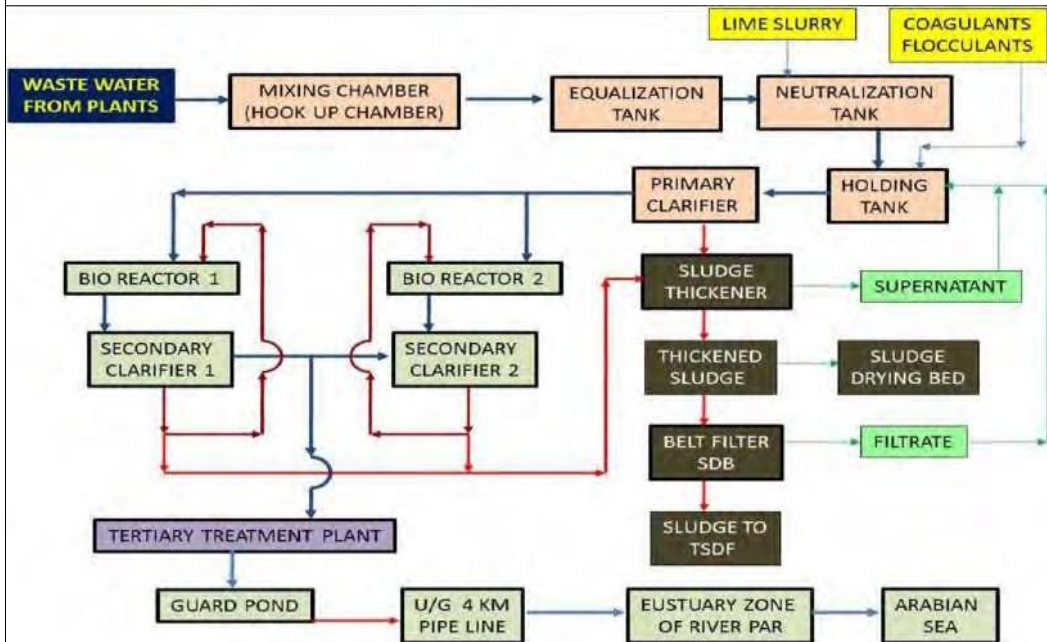 LIME SLURRY
COAGULANTS
FLOCCULANTS
WASTE WATER
FROM PLANTS
MIXING CHAMBER
(HOOK UP CHAMBER)
EQUALIZATION
TANK
NEUTRALIZATION
TANK
PRIMARY
CLARIFIER
HOLDING
TANK
BIO REACTOR 1
BIO REACTOR 2
SLUDGE
THICKENER
SUPERNATANT
SECONDARY
CLARIFIER 1
SECONDARY
CLARIFIER 2
THICKENED
SLUDGE
SLUDGE
DRYING BED
BELT FILTER
SDB
FILTRATE
SLUDGE TO
TSDF
TERTIARY TREATMENT PLANT
GUARD POND
U/G 4 KM
PIPE LINE
EUSTUARY ZONE
OF RIVER PAR
ARABIAN
SEA